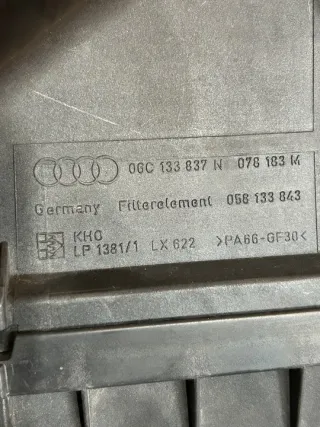 06C 133 837 N 078 183 M
Germany Filterelement 058 133 843
KHC
LP 1381/1 LX 622 >PA66-GF30<